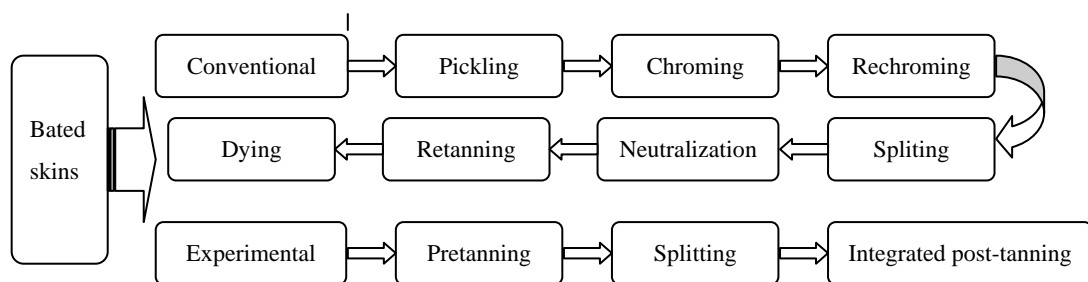 Bated
skins
Conventional
Pickling
Chroming
Rechroming
Dying
Retanning
Neutralization
Spliting
Experimental
Pretanning
Splitting
Integrated post-tanning